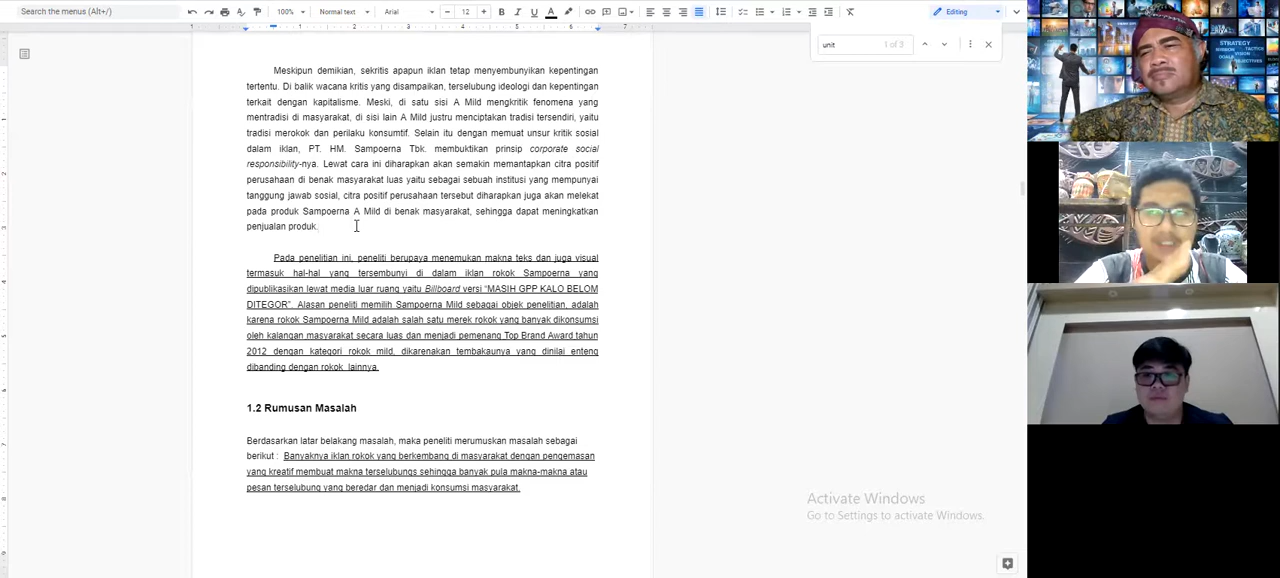 Search the menus (Alt+/)
100%
Normal text
Arial
12
Editing
unit
1 of 3
Meskipun demikian, sekritis apapun iklan tetap menyembunyikan kepentingan
tertentu. Di balik wacana kritis yang disampaikan, terselubung ideologi dan kepentingan
terkait dengan kapitalisme. Meski, di satu sisi A Mild mengkritik fenomena yang
mentradisi di masyarakat, di sisi lain A Mild justru menciptakan tradisi tersendiri, yaitu
tradisi merokok dan perilaku konsumtif. Selain itu dengan memuat unsur kritik sosial
dalam iklan, PT. HM. Sampoerna Tbk. membuktikan prinsip corporate social
responsibility-nya. Lewat cara ini diharapkan akan semakin memantapkan citra positif
perusahaan di benak masyarakat luas yaitu sebagai sebuah institusi yang mempunyai
tanggung jawab sosial, citra positif perusahaan tersebut diharapkan juga akan melekat
pada produk Sampoerna A Mild di benak masyarakat, sehingga dapat meningkatkan
penjualan produk.
Pada penelitian ini, peneliti berupaya menemukan makna teks dan juga visual
termasuk hal-hal yang tersembunyi di dalam iklan rokok Sampoerna yang
dipublikasikan lewat media luar ruang yaitu Billboard versi “MASIH GPP KALO BELOM
DITEGOR”. Alasan peneliti memilih Sampoerna Mild sebagai objek penelitian, adalah
karena rokok Sampoerna Mild adalah salah satu merek rokok yang banyak dikonsumsi
oleh kalangan masyarakat secara luas dan menjadi pemenang Top Brand Award tahun
2012 dengan kategori rokok mild, dikarenakan tembakaunya yang dinilai enteng
dibanding dengan rokok lainnya.
1.2 Rumusan Masalah
Berdasarkan latar belakang masalah, maka peneliti merumuskan masalah sebagai
berikut : Banyaknya iklan rokok yang berkembang di masyarakat dengan pengemasan
yang kreatif membuat makna terselubungs sehingga banyak pula makna-makna atau
pesan terselubung yang beredar dan menjadi konsumsi masyarakat.
Activate Windows
Go to Settings to activate Windows.
STRATEGY